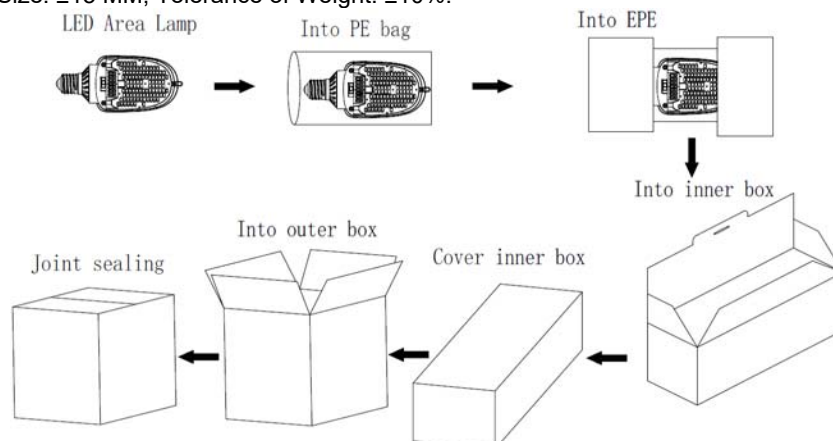 Size: MM, Tolerance of Weight: ±10%.
LED Area Lamp
Into PE bag
Into EPE
Into inner box
Cover inner box
Into outer box
Joint sealing